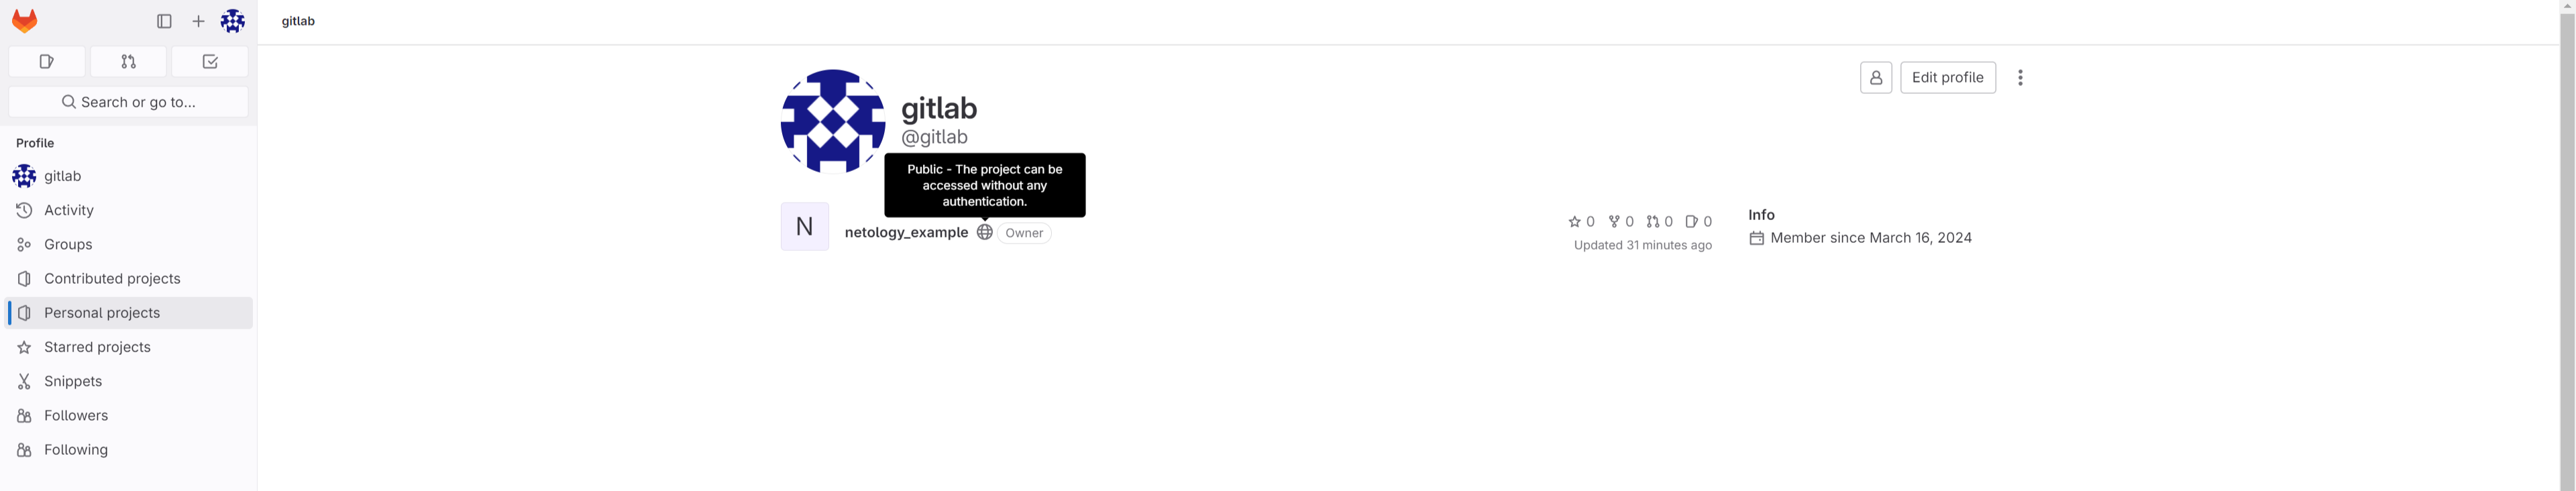 gitlab
Search or go to...
Profile
gitlab
Activity
Groups
Contributed projects
Personal projects
Starred projects
Snippets
Followers
Following
gitlab
@gitlab
Edit profile
Public - The project can be
accessed without any
authentication.
N
netology_example
Owner
0 0 0 0
Updated 31 minutes ago
Info
Member since March 16, 2024